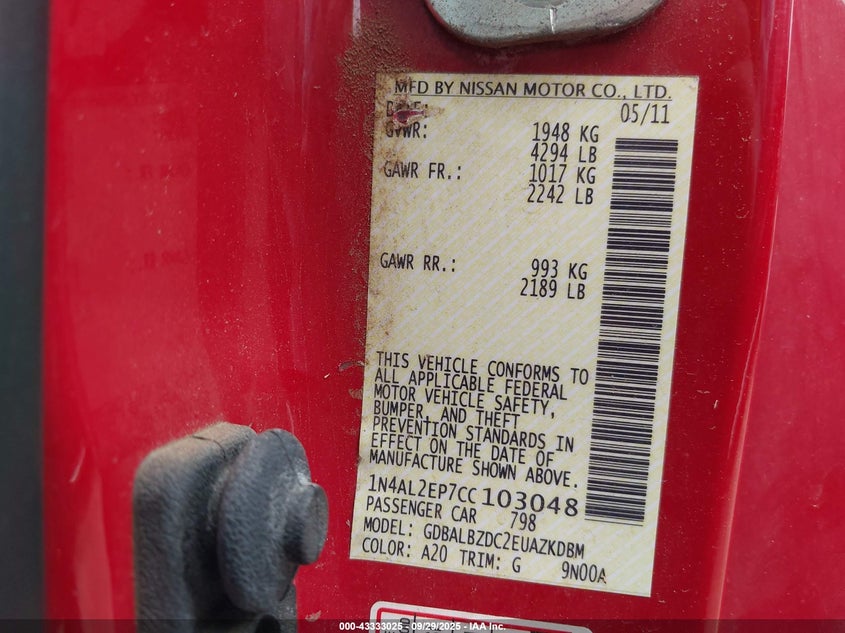 MFD BY NISSAN MOTOR CO., LTD.
05/11
GVWR: 1948 KG
4294 LB
GAWR FR.: 1017 KG
2242 LB
GAWR RR.: 993 KG
2189 LB
THIS VEHICLE CONFORMS TO
ALL APPLICABLE FEDERAL
MOTOR VEHICLE SAFETY,
BUMPER, AND THEFT
PREVENTION STANDARDS IN
EFFECT ON THE DATE OF
MANUFACTURE SHOWN ABOVE.
1N4AL2EP7CC103048
PASSENGER CAR 798
MODEL: GDBALBZDC2EUAZKDBM
COLOR: A20 TRIM: G 9N00A
000-43333025 - 09/29/2025 - IAA Inc.